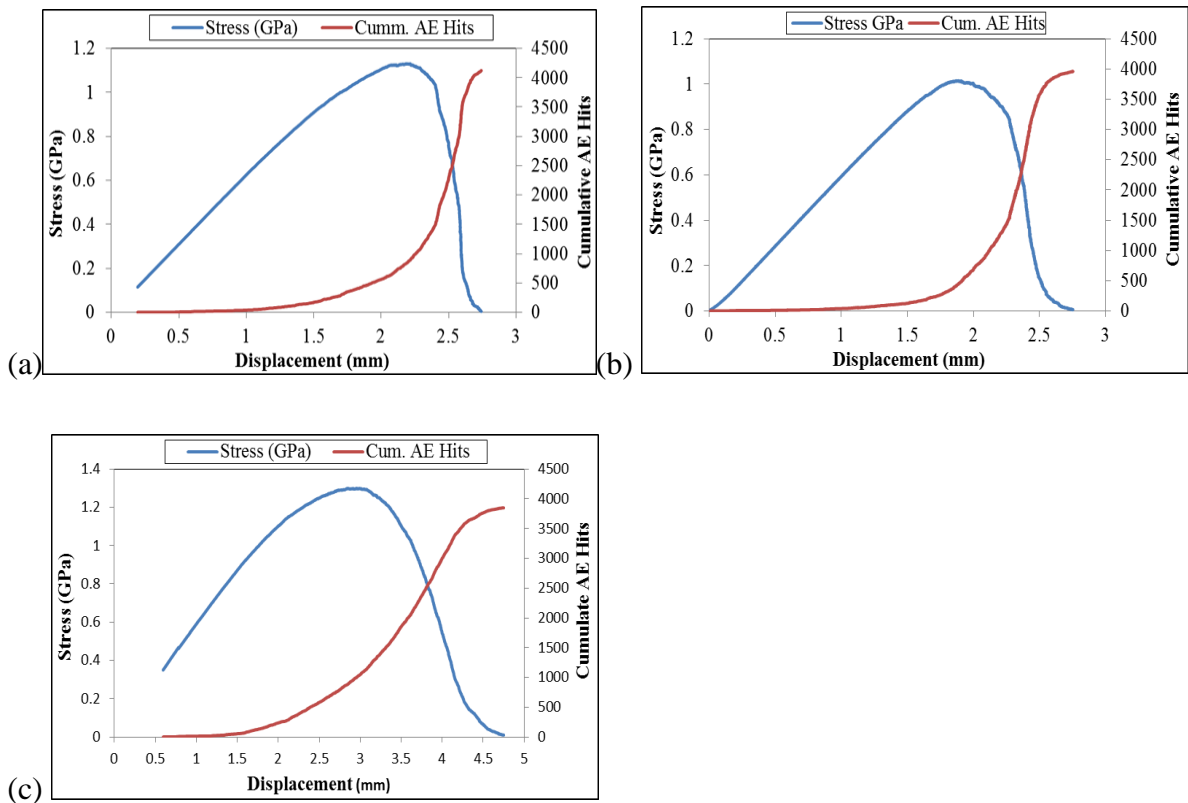 Stress (GPa) Cumm. AE Hits
1.2
1
0.8
0.6
0.4
0.2
0
4500
4000
3500
3000
2500
2000
1500
1000
500
0
0 0.5 1 1.5 2 2.5 3
Stress (GPa)
Cumulative AE Hits
Displacement (mm)
(a)
Stress GPa Cum. AE Hits
1.2
1
0.8
0.6
0.4
0.2
0
4500
4000
3500
3000
2500
2000
1500
1000
500
0
0 0.5 1 1.5 2 2.5 3
Stress (GPa)
Cumulative AE Hits
Displacement (mm)
(b)
Stress (GPa) Cum. AE Hits
1.4
1.2
1
0.8
0.6
0.4
0.2
0
4500
4000
3500
3000
2500
2000
1500
1000
500
0
0 0.5 1 1.5 2 2.5 3 3.5 4 4.5 5
Stress (GPa)
Cumulate AE Hits
Displacement (mm)
(c)